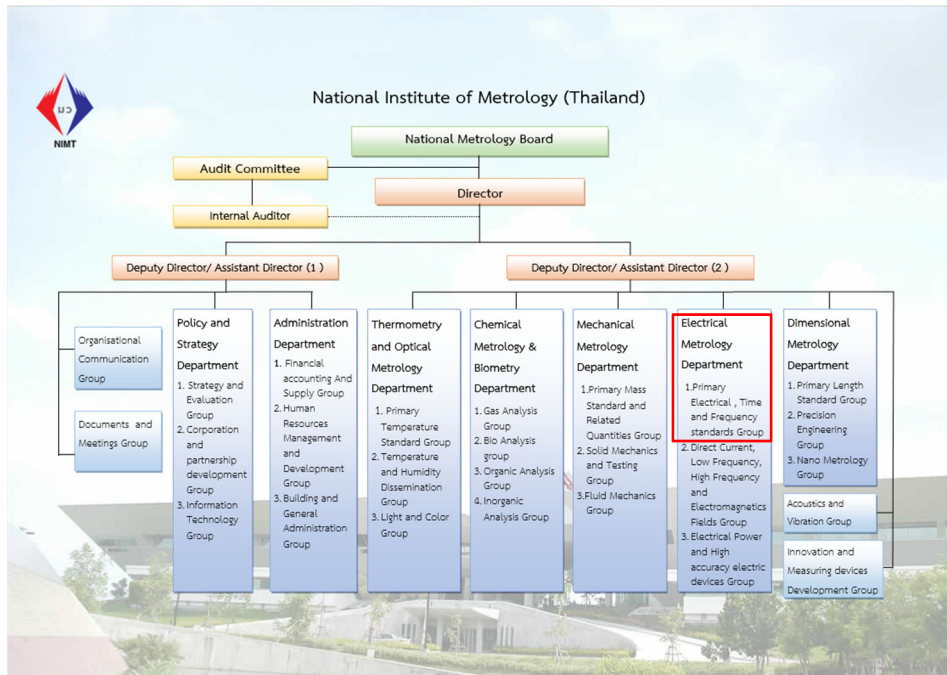 National Institute of Metrology (Thailand)
มว
NIMT
National Metrology Board
Audit Committee
Director
Internal Auditor
Deputy Director/ Assistant Director (1 )
Deputy Director/ Assistant Director (2 )
Organisational
Communication
Group
Documents and
Meetings Group
Policy and
Strategy
Department
1. Strategy and
Evaluation
Group
2. Corporation
and
partnership
development
Group
3. Information
Technology
Group
Administration
Department
1. Financial
accounting And
Supply Group
2. Human
Resources
Management
and
Development
Group
3. Building and
General
Administration
Group
Thermometry
and Optical
Metrology
Department
1. Primary
Temperature
Standard Group
2. Temperature
and Humidity
Dissemination
Group
3. Light and Color
Group
Chemical
Metrology &
Biometry
Department
1. Gas Analysis
Group
2. Bio Analysis
group
3. Organic Analysis
Group
4. Inorganic
Analysis Group
Mechanical
Metrology
Department
1.Primary Mass
Standard and
Related
Quantities Group
2. Solid Mechanics
and Testing
Group
3.Fluid Mechanics
Group
Electrical
Metrology
Department
1.Primary
Electrical , Time
and Frequency
standards Group
2. Direct Current,
Low Frequency,
High Frequency
and
Electromagnetics
Fields Group
3. Electrical Power
and High
accuracy electric
devices Group
Dimensional
Metrology
Department
1. Primary Length
Standard Group
2. Precision
Engineering
Group
3. Nano Metrology
Group
Acoustics and
Vibration Group
Innovation and
Measuring devices
Development Group